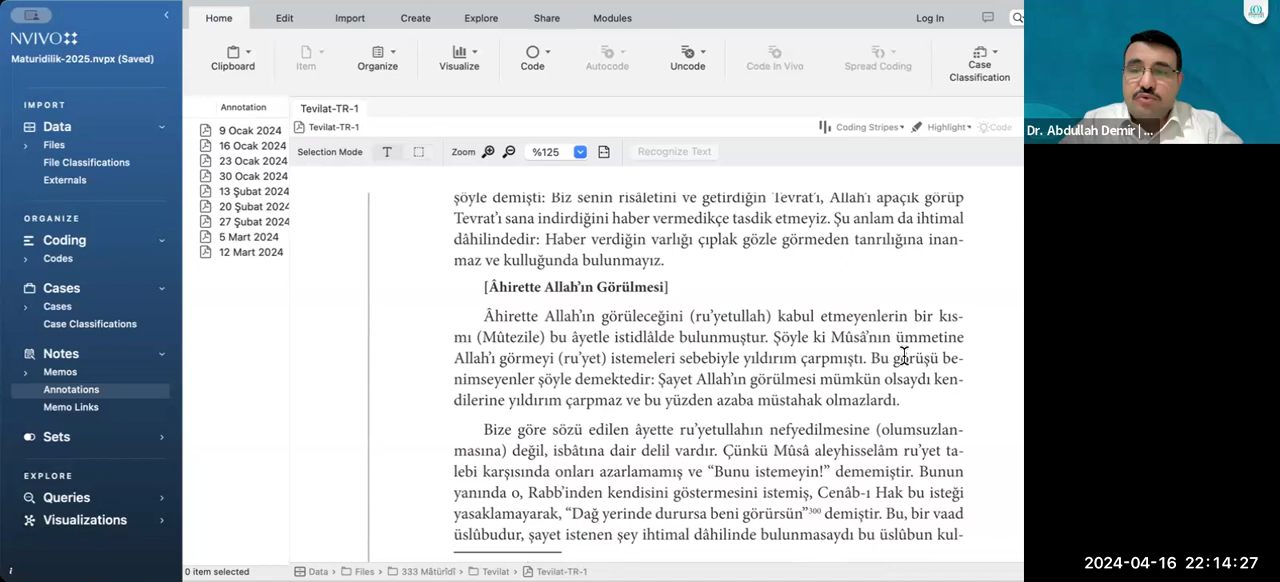 NVIVO
Maturidilik-2025.nvpx (Saved)
IMPORT
Data
Files
File Classifications
Externals
ORGANIZE
Coding
Codes
Cases
Cases
Case Classifications
Notes
Memos
Annotations
Memo Links
Sets
EXPLORE
Queries
Visualizations
Home
Edit
Import
Create
Explore
Share
Modules
Log In
Clipboard
Item
Organize
Visualize
Code
Autocode
Uncode
Code In Vivo
Spread Coding
Case
Classification
Annotation
9 Ocak 2024
16 Ocak 2024
23 Ocak 2024
30 Ocak 2024
13 Şubat 2024
20 Şubat 2024
27 Şubat 2024
5 Mart 2024
12 Mart 2024
0 item selected
Tevilat-TR-1
Tevilat-TR-1
Coding Stripes
Highlight
Code
Selection Mode
T
Zoom
%125
Recognize Text
şöyle demişti: Biz senin risâletini ve getirdiğin Tevrat’ı, Allah’ı apaçık görüp
Tevrat’ı sana indirdiğini haber vermedikçe tasdik etmeyiz. Şu anlam da ihtimal
dâhilindedir: Haber verdiğin varlığı çıplak gözle görmeden tanrılığına inan-
maz ve kulluğunda bulunmayız.
[Âhirette Allah’ın Görülmesi]
Âhirette Allah’ın görüleceğini (ru’yetullah) kabul etmeyenlerin bir kıs-
mı (Mûtezile) bu âyetle istidlâlde bulunmuştur. Şöyle ki Mûsâ’nın ümmetine
Allah’ı görmeyi (ru’yet) istemeleri sebebiyle yıldırım çarpmıştı. Bu görüşü be-
nimseyenler şöyle demektedir: Şayet Allah’ın görülmesi mümkün olsaydı ken-
dilerine yıldırım çarpmaz ve bu yüzden azaba müstahak olmazlardı.
Bize göre sözü edilen âyette ru’yetullahın nefyedilmesine (olumsuzlan-
masına) değil, isbâtına dair delil vardır. Çünkü Mûsâ aleyhisselâm ru’yet ta-
lebi karşısında onları azarlamamış ve “Bunu istemeyin!” dememiştir. Bunun
yanında o, Rabb’inden kendisini göstermesini istemiş, Cenâb-ı Hak bu isteği
yasaklamayarak, “Dağ yerinde durursa beni görürsün”300 demiştir. Bu, bir vaad
üslûbudur, şayet istenen şey ihtimal dâhilinde bulunmasaydı bu üslûbun kul-
Data > Files > 333 Mâtürîdî > Tevilat > Tevilat-TR-1
Dr. Abdullah Demir | ...
2024-04-16 22:14:27